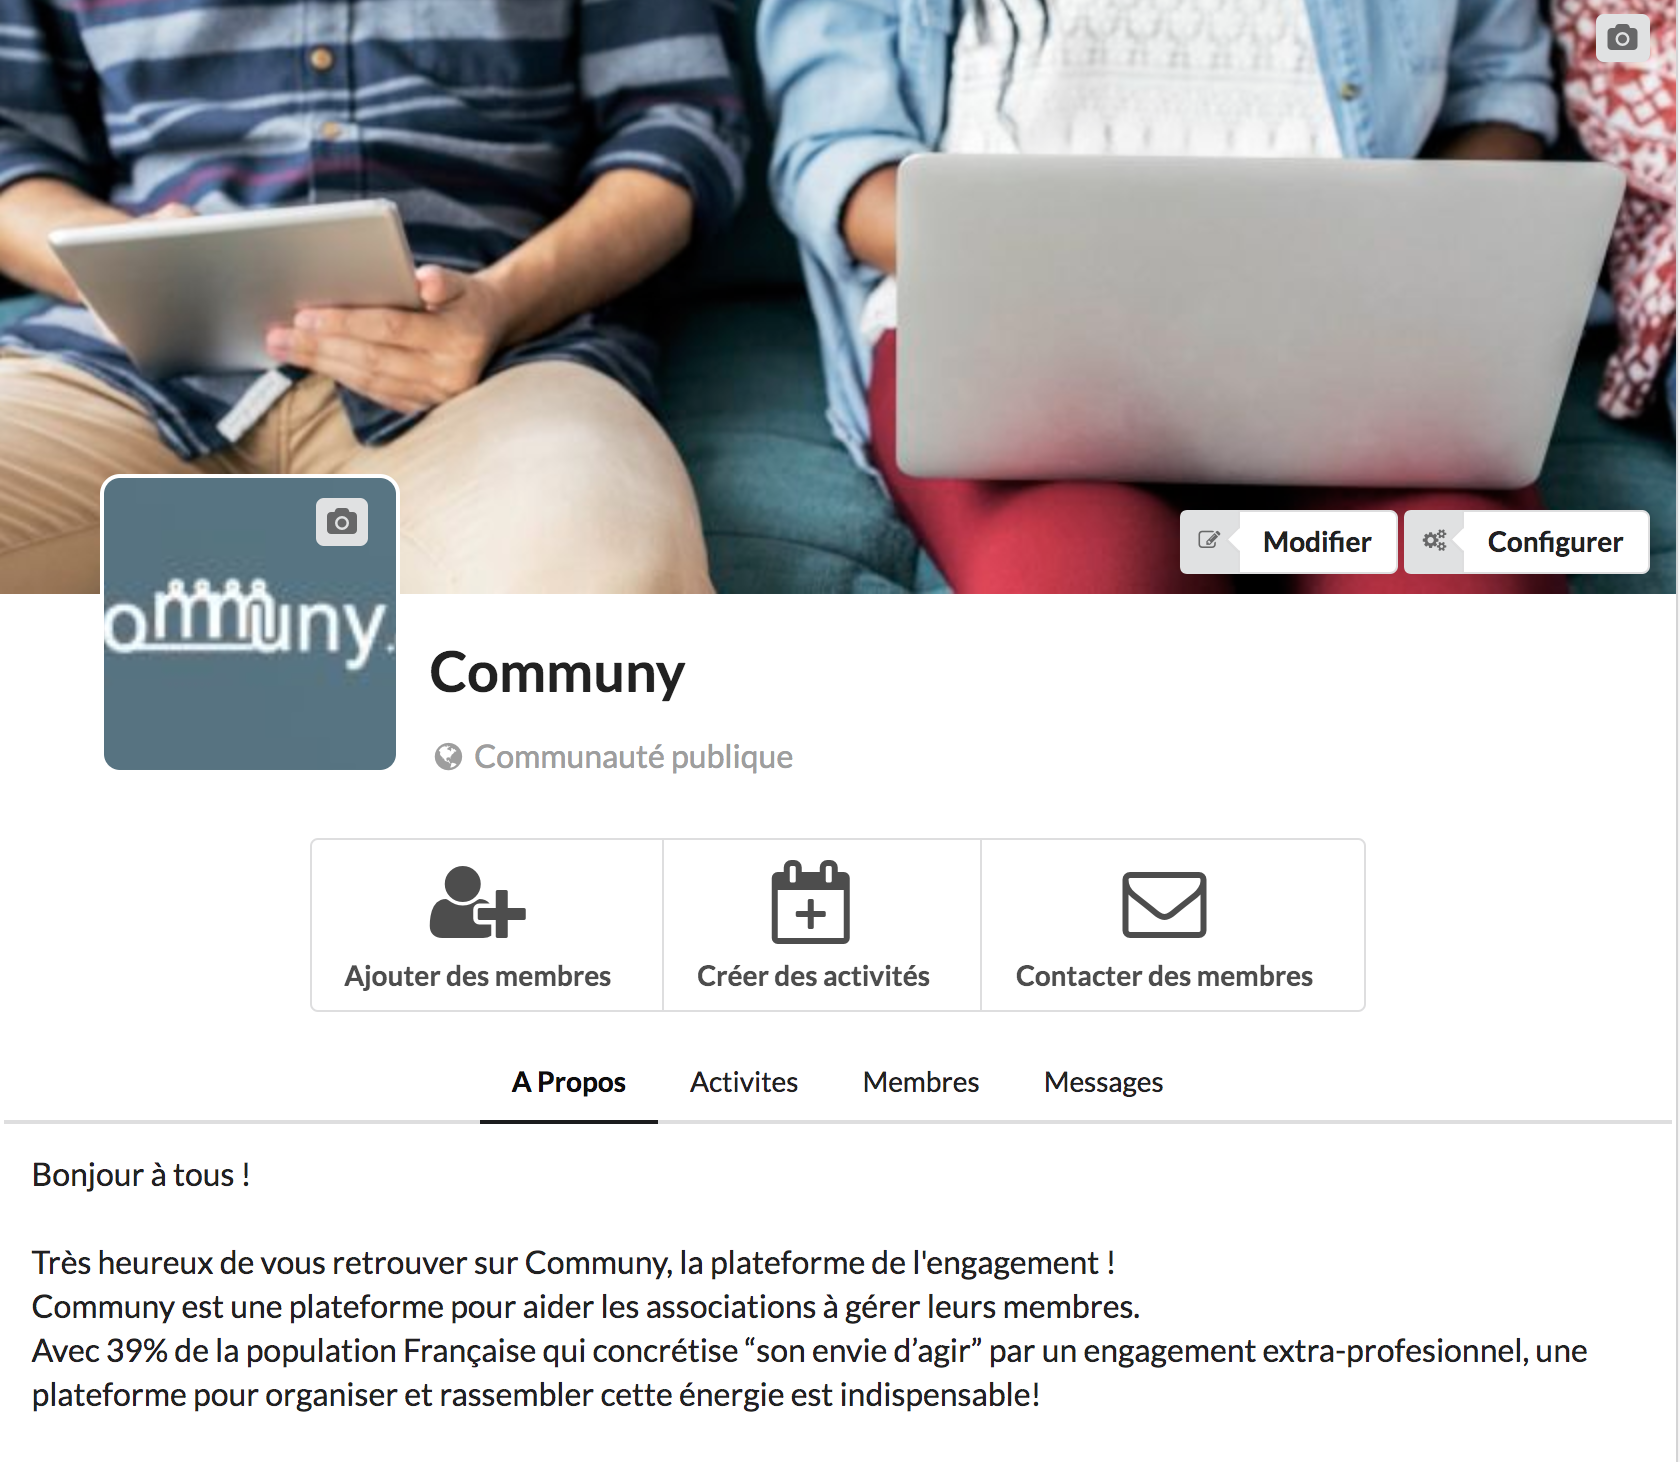 Modifier
Configurer
ommuny.
Communy
Communauté publique
Ajouter des membres
Créer des activités
Contacter des membres
A Propos
Activites
Membres
Messages
Bonjour à tous !
Très heureux de vous retrouver sur Communy, la plateforme de l'engagement !
Communy est une plateforme pour aider les associations à gérer leurs membres.
Avec 39% de la population Française qui concrétise “son envie d’agir” par un engagement extra-profesionnel, une
plateforme pour organiser et rassembler cette énergie est indispensable!